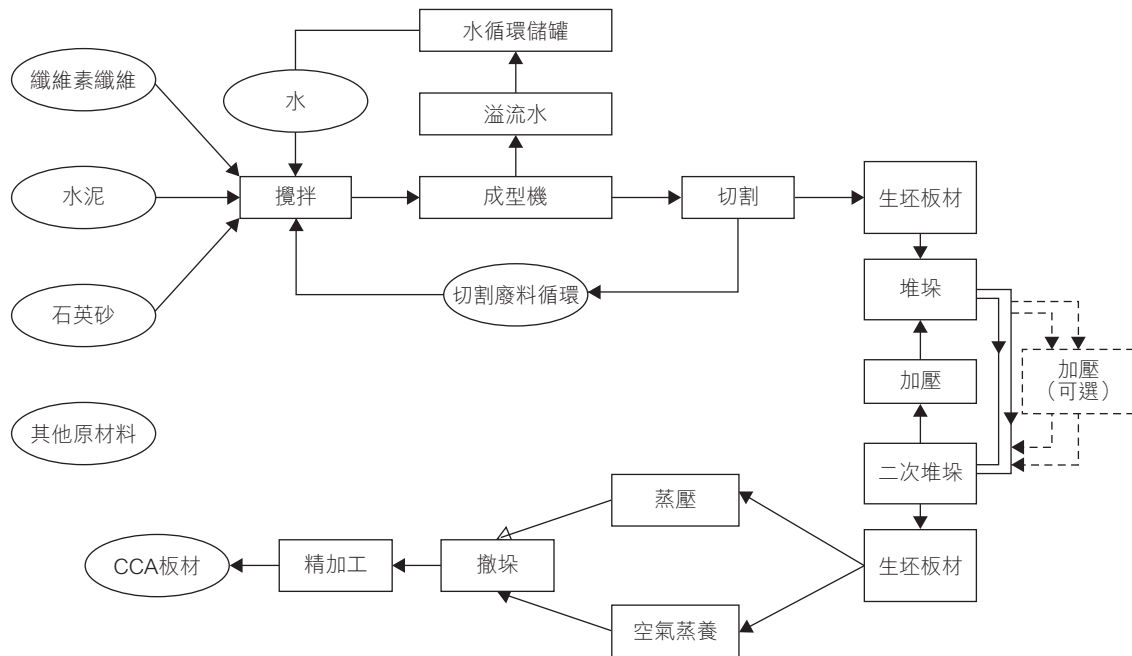 水循環儲罐
纖維素纖維
水
溢流水
水泥
攪拌
成型機
切割
生坯板材
石英砂
切割廢料循環
堆垛
加壓
加壓
（可選）
其他原材料
二次堆垛
蒸壓
CCA板材
精加工
撤垛
生坯板材
空氣蒸養